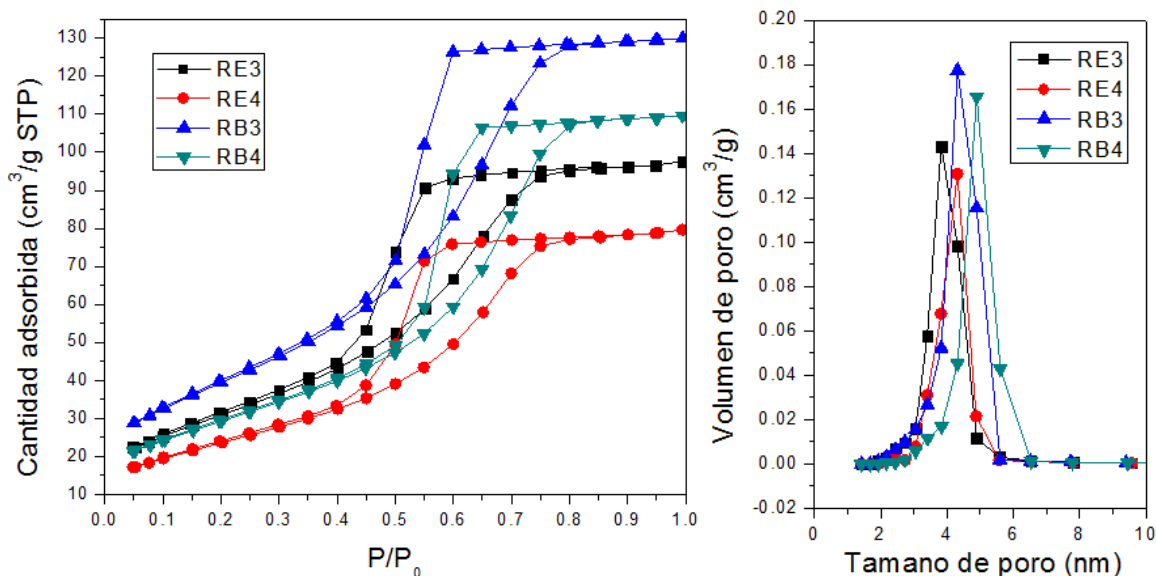 130
120
110
100
90
80
70
60
50
40
30
20
10
0.0 0.1 0.2 0.3 0.4 0.5 0.6 0.7 0.8 0.9 1.0
Cantidad adsorbida (cm³/g STP)
P/P₀
RE3
RE4
RB3
RB4
0.20
0.18
0.16
0.14
0.12
0.10
0.08
0.06
0.04
0.02
0.00
-0.02
0 2 4 6 8 10
Volumen de poro (cm³/g)
Tamano de poro (nm)
RE3
RE4
RB3
RB4